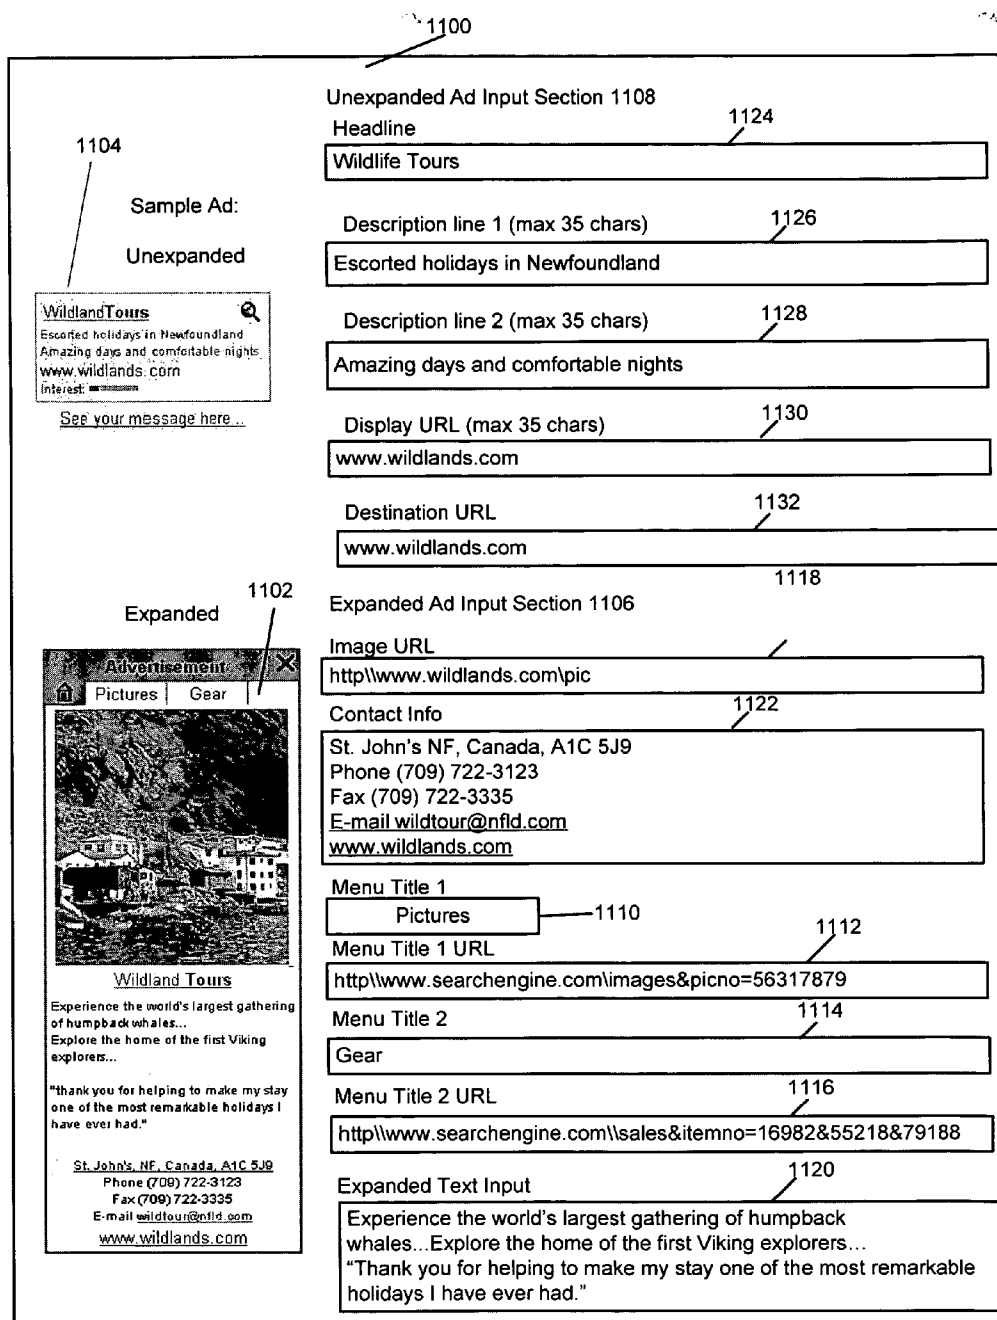 1100
Unexpanded Ad Input Section 1108
Headline
1124
Wildlife Tours
1104
Sample Ad:
Unexpanded
WildlandTours
Escorted holidays in Newfoundland
Amazing days and comfortable nights
www.wildlands.com
Interest:
See your message here...
Description line 1 (max 35 chars)
1126
Escorted holidays in Newfoundland
Description line 2 (max 35 chars)
1128
Amazing days and comfortable nights
Display URL (max 35 chars)
1130
www.wildlands.com
Destination URL
1132
www.wildlands.com
1118
Expanded Ad Input Section 1106
Image URL
http\\www.wildlands.com\pic
Contact Info
1122
St. John's NF, Canada, A1C 5J9
Phone (709) 722-3123
Fax (709) 722-3335
E-mail wildtour@nfld.com
www.wildlands.com
Menu Title 1
Pictures
1110
Menu Title 1 URL
1112
http\\www.searchengine.com\images&picno=56317879
Menu Title 2
1114
Gear
Menu Title 2 URL
1116
http\\www.searchengine.com\\sales&itemno=16982&55218&79188
Expanded Text Input
1120
Experience the world's largest gathering of humpback
whales...Explore the home of the first Viking explorers...
"Thank you for helping to make my stay one of the most remarkable
holidays I have ever had."
Expanded
1102
Advertisement
Pictures
Gear
Wildland Tours
Experience the world's largest gathering
of humpback whales...
Explore the home of the first Viking
explorers...
"thank you for helping to make my stay
one of the most remarkable holidays I
have ever had."
St. John's, NF, Canada, A1C 5J9
Phone (709) 722-3123
Fax (709) 722-3335
E-mail wildtour@nfld.com
www.wildlands.com